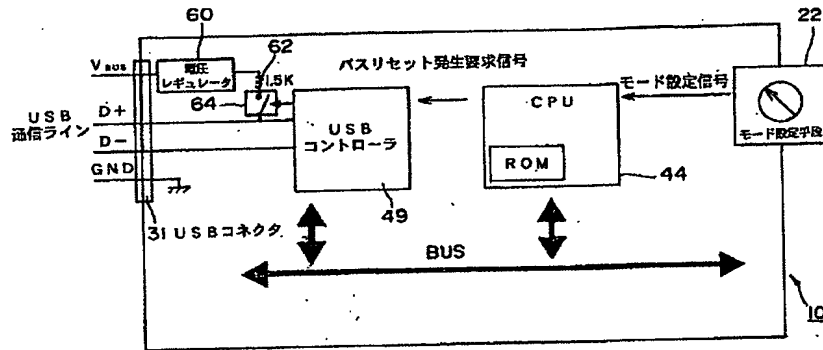 60
22
VBUS
電圧
レギュレータ
62
1.5K
64
バスリセット発生要求信号
モード設定信号
USB
通信ライン
D+
D-
GND
USB
コントローラ
CPU
ROM
モード設定手段
49
44
31 USBコネクタ
BUS
10